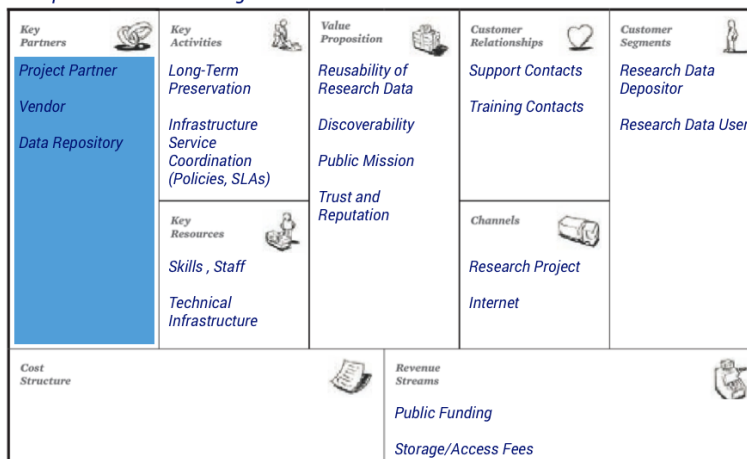 Key
Partners
Project Partner
Vendor
Data Repository
Key
Activities
Long-Term
Preservation
Infrastructure
Service
Coordination
(Policies, SLAs)
Key
Resources
Skills , Staff
Technical
Infrastructure
Value
Proposition
Reusability of
Research Data
Discoverability
Public Mission
Trust and
Reputation
Customer
Relationships
Support Contacts
Training Contacts
Channels
Research Project
Internet
Customer
Segments
Research Data
Depositor
Research Data User
Cost
Structure
Revenue
Streams
Public Funding
Storage/Access Fees